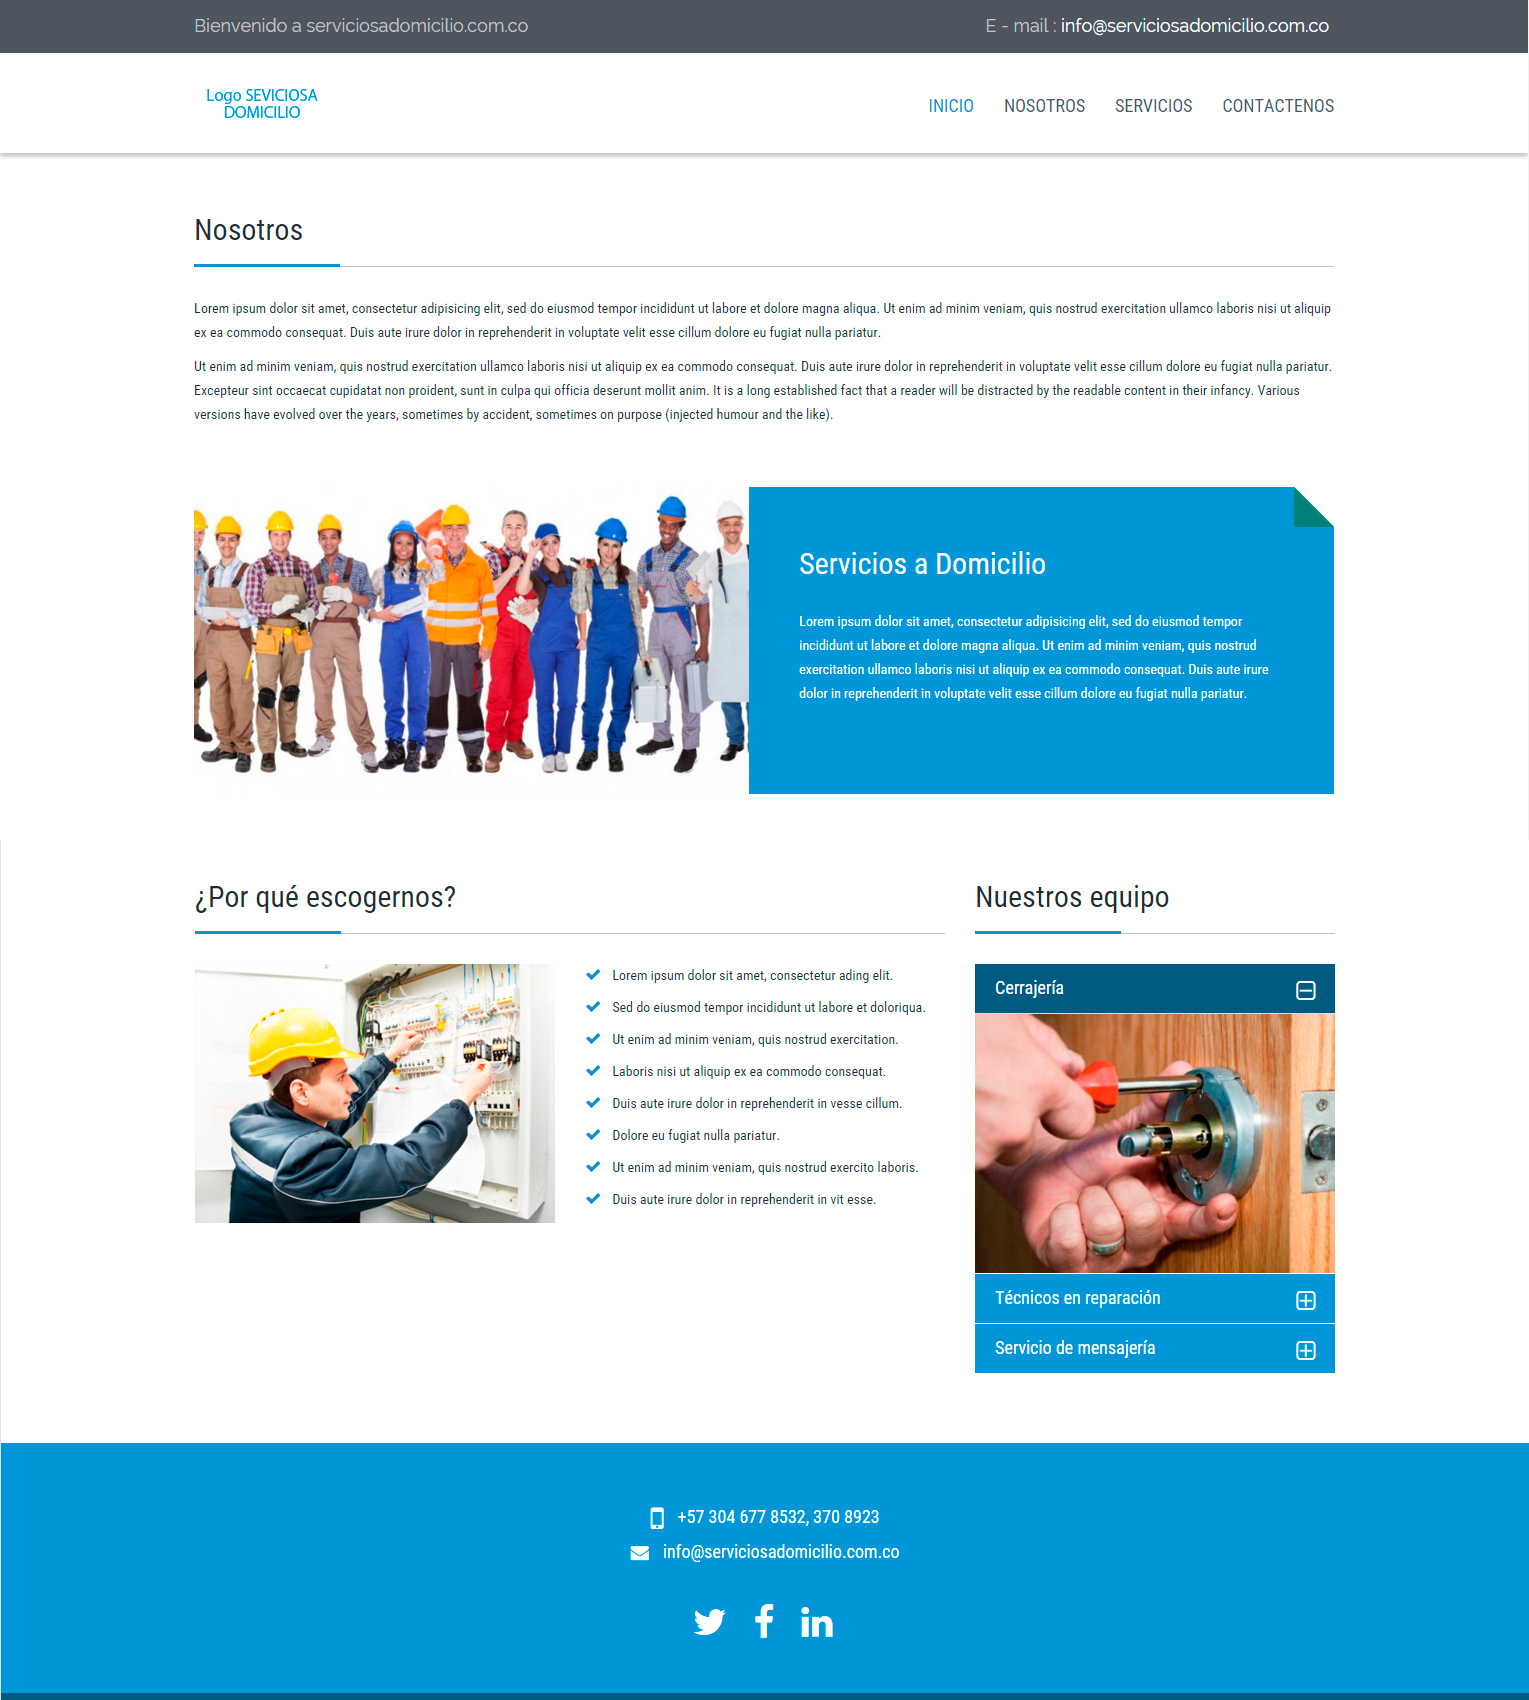 Bienvenido a serviciosadomicilio.com.co
E - mail : info@serviciosadomicilio.com.co
Logo SEVICIOSA
DOMICILIO
INICIO NOSOTROS SERVICIOS CONTACTENOS
Nosotros
Lorem ipsum dolor sit amet, consectetur adipisicing elit, sed do eiusmod tempor incididunt ut labore et dolore magna aliqua. Ut enim ad minim veniam, quis nostrud exercitation ullamco laboris nisi ut aliquip
ex ea commodo consequat. Duis aute irure dolor in reprehenderit in voluptate velit esse cillum dolore eu fugiat nulla pariatur.
Ut enim ad minim veniam, quis nostrud exercitation ullamco laboris nisi ut aliquip ex ea commodo consequat. Duis aute irure dolor in reprehenderit in voluptate velit esse cillum dolore eu fugiat nulla pariatur.
Excepteur sint occaecat cupidatat non proident, sunt in culpa qui officia deserunt mollit anim. It is a long established fact that a reader will be distracted by the readable content in their infancy. Various
versions have evolved over the years, sometimes by accident, sometimes on purpose (injected humour and the like).
Servicios a Domicilio
Lorem ipsum dolor sit amet, consectetur adipisicing elit, sed do eiusmod tempor
incididunt ut labore et dolore magna aliqua. Ut enim ad minim veniam, quis nostrud
exercitation ullamco laboris nisi ut aliquip ex ea commodo consequat. Duis aute irure
dolor in reprehenderit in voluptate velit esse cillum dolore eu fugiat nulla pariatur.
¿Por qué escogernos?
Lorem ipsum dolor sit amet, consectetur ading elit.
Sed do eiusmod tempor incididunt ut labore et doloriqua.
Ut enim ad minim veniam, quis nostrud exercitation.
Laboris nisi ut aliquip ex ea commodo consequat.
Duis aute irure dolor in reprehenderit in vesse cillum.
Dolore eu fugiat nulla pariatur.
Ut enim ad minim veniam, quis nostrud exercito laboris.
Duis aute irure dolor in reprehenderit in vit esse.
Nuestros equipo
Cerrajería
Técnicos en reparación
Servicio de mensajería
+57 304 677 8532, 370 8923
info@serviciosadomicilio.com.co